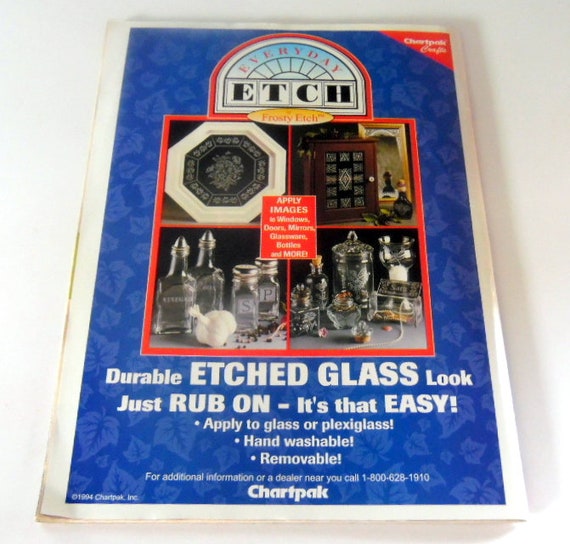 Chartpak
Crafts
EVERYDAY
ETCH
Frosty Etch™
APPLY
IMAGES
to Windows,
Doors, Mirrors,
Glassware,
Bottles
and MORE!
VINEGAR
S
P
Durable ETCHED GLASS Look
Just RUB ON - It's that EASY!
• Apply to glass or plexiglass!
• Hand washable!
• Removable!
For additional information or a dealer near you call 1-800-628-1910
©1994 Chartpak, Inc.
Chartpak